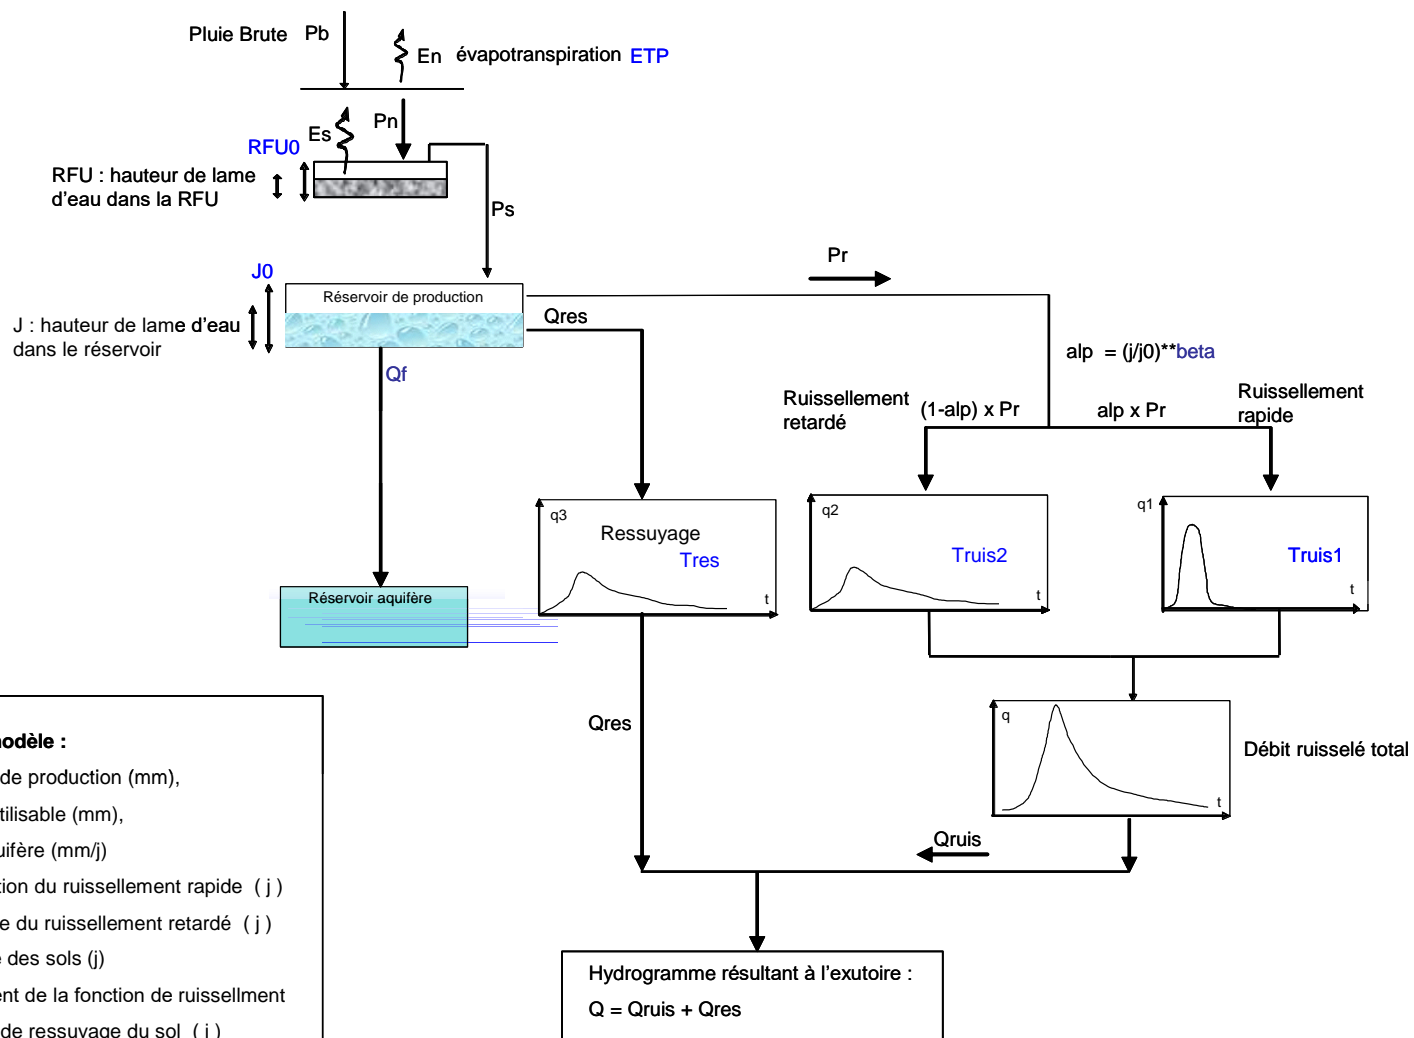 Pluie Brute Pb
En évapotranspiration ETP
Es
Pn
RFU0
RFU : hauteur de lame
d'eau dans la RFU
Ps
Pr
J0
Réservoir de production
J : hauteur de lame d'eau
dans le réservoir
Qres
Qf
alp = (j/j0)**beta
Ruissellement
retardé
(1-alp) x Pr
alp x Pr
Ruissellement
rapide
q3
Ressuyage
Tres
t
q2
Truis2
t
q1
Truis1
t
Réservoir aquifère
Qres
q
t
Débit ruisselé total
Qruis
odèle :
de production (mm),
tilisable (mm),
uifère (mm/j)
tion du ruissellement rapide ( j )
e du ruissellement retardé ( j )
des sols (j)
ent de la fonction de ruissellment
de ressuyage du sol ( j )
Hydrogramme résultant à l'exutoire :
Q = Qruis + Qres